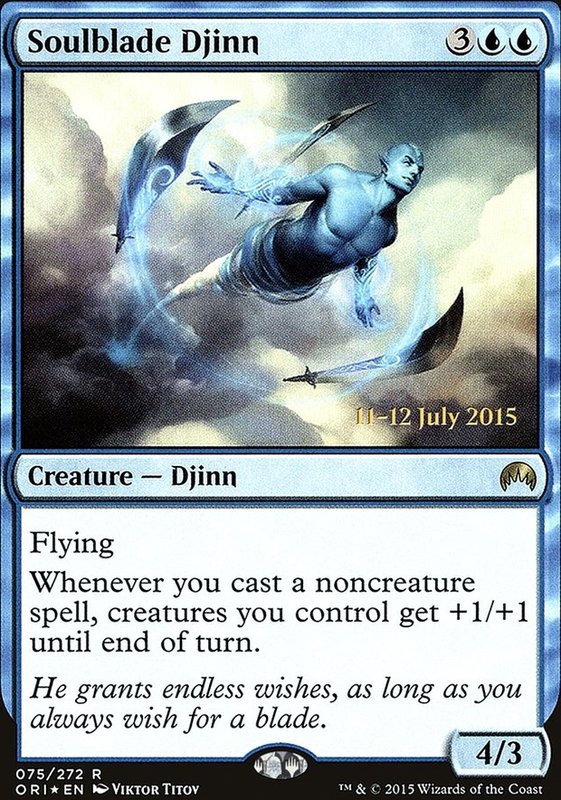 Soulblade Djinn 3
11–12 July 2015
Creature — Djinn
Flying
Whenever you cast a noncreature
spell, creatures you control get +1/+1
until end of turn.
He grants endless wishes, as long as you
always wish for a blade.
4/3
075/272 R
ORI★EN Viktor Titov
™ & © 2015 Wizards of the Coast